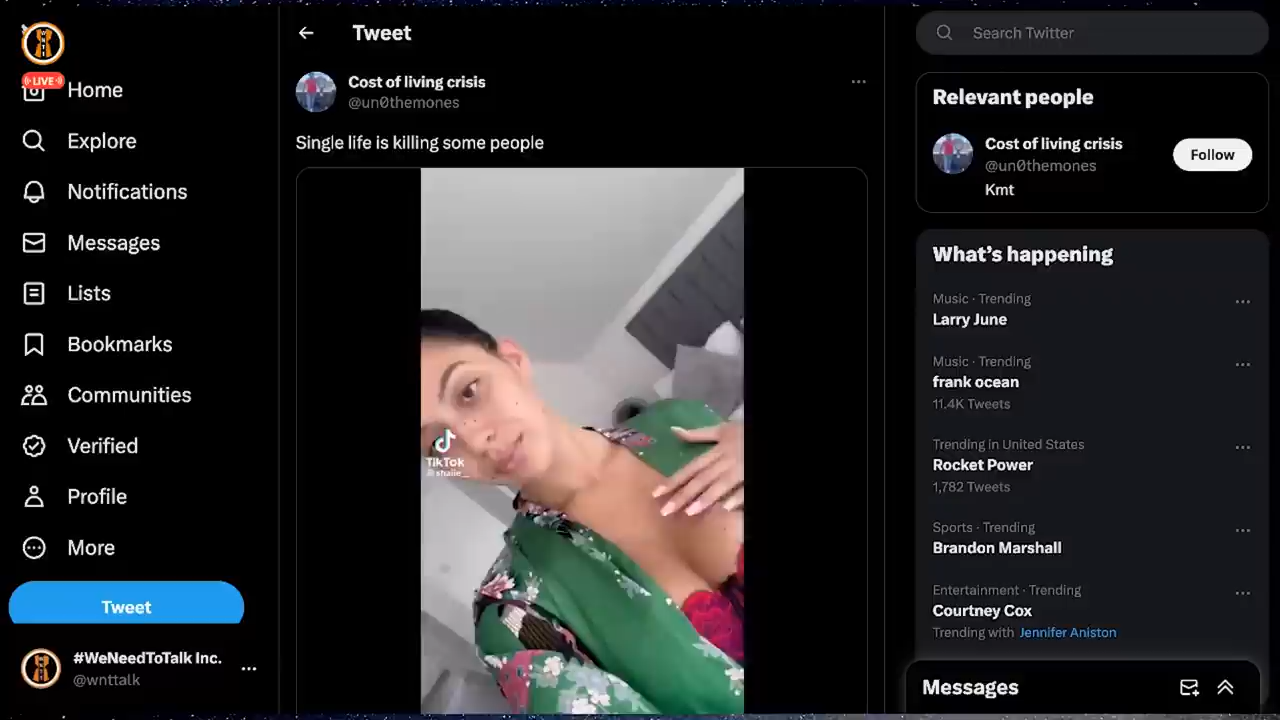 LIVE
Home
Explore
Notifications
Messages
Lists
Bookmarks
Communities
Verified
Profile
More
Tweet
#WeNeedToTalk Inc.
@wnttalk
Tweet
Cost of living crisis
@un0themones
Single life is killing some people
TikTok
Search Twitter
Relevant people
Cost of living crisis
@un0themones
Follow
Kmt
What's happening
Music · Trending
Larry June
Music · Trending
frank ocean
11.4K Tweets
Trending in United States
Rocket Power
1,782 Tweets
Sports · Trending
Brandon Marshall
Entertainment · Trending
Courtney Cox
Trending with Jennifer Aniston
Messages